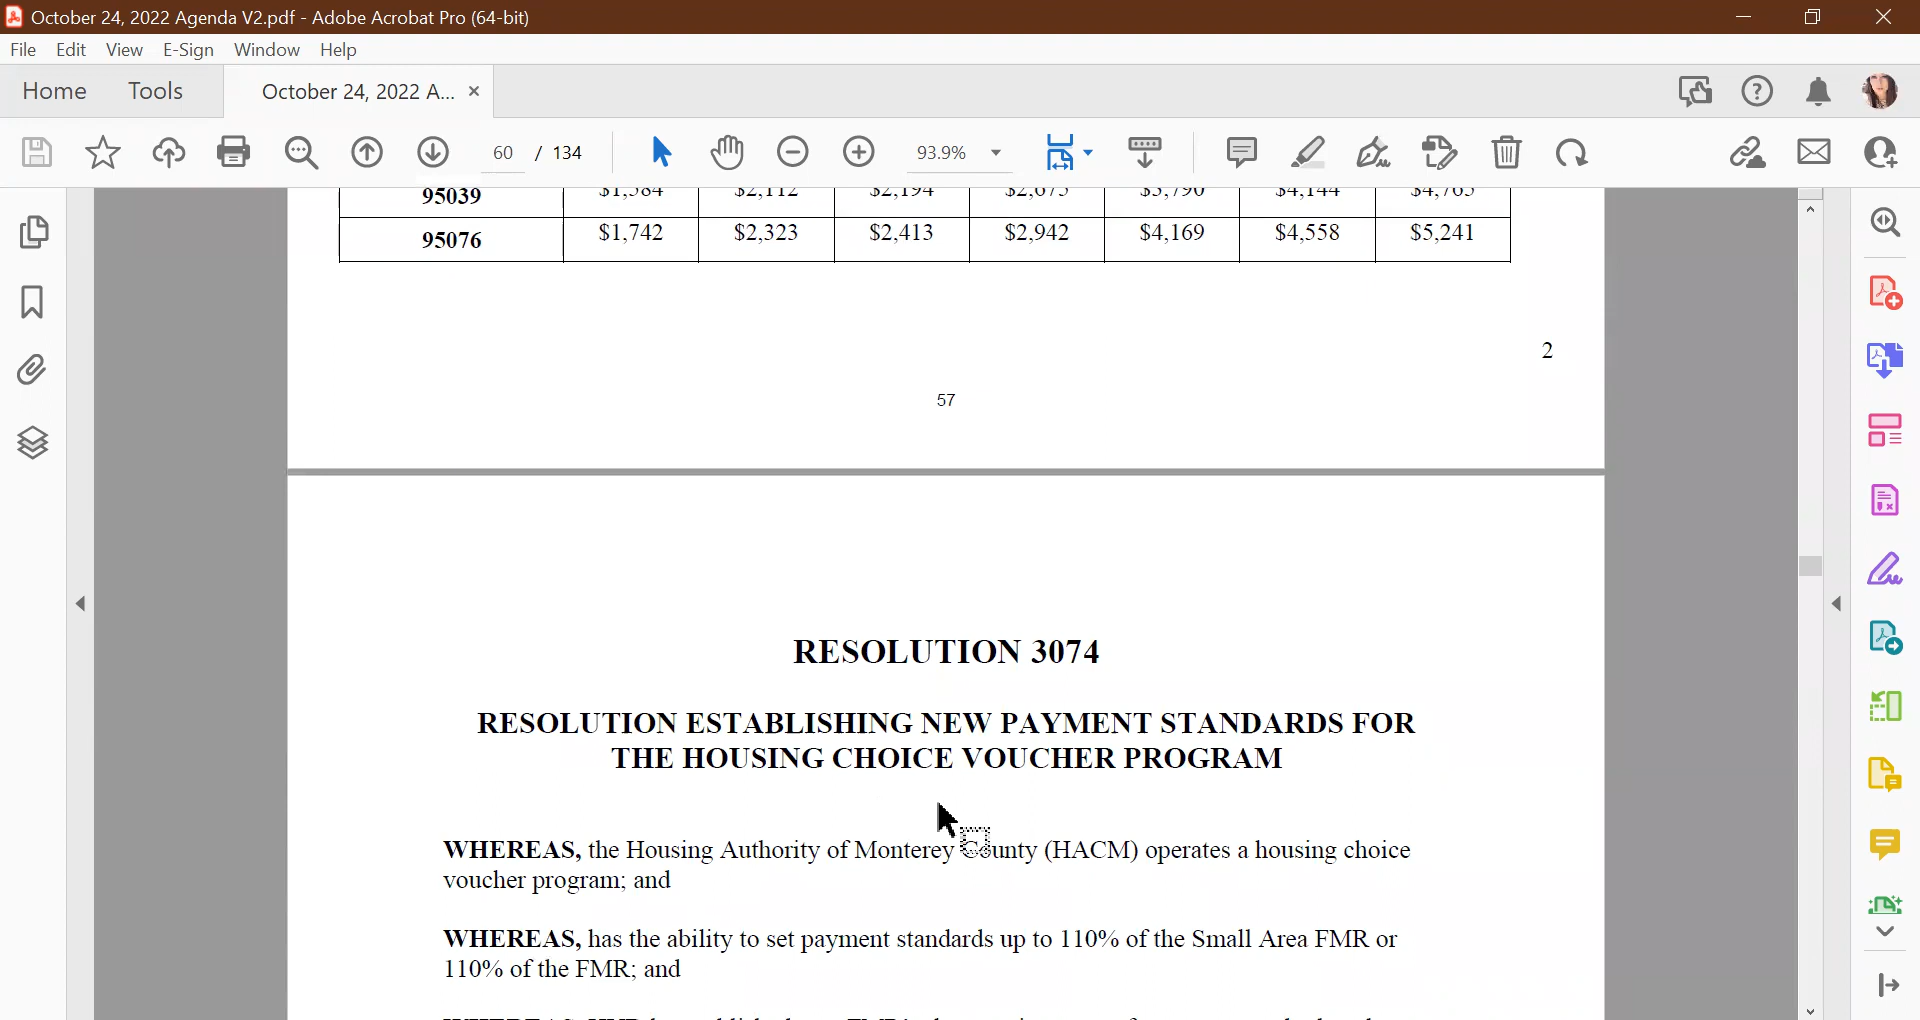 October 24, 2022 Agenda V2.pdf - Adobe Acrobat Pro (64-bit)
File Edit View E-Sign Window Help
Home Tools October 24, 2022 A...
60 / 134 93.9%
95039 $1,584 $2,112 $2,194 $2,675 $3,790 $4,144 $4,765
95076 $1,742 $2,323 $2,413 $2,942 $4,169 $4,558 $5,241
2
57
RESOLUTION 3074
RESOLUTION ESTABLISHING NEW PAYMENT STANDARDS FOR
THE HOUSING CHOICE VOUCHER PROGRAM
WHEREAS, the Housing Authority of Monterey County (HACM) operates a housing choice
voucher program; and
WHEREAS, has the ability to set payment standards up to 110% of the Small Area FMR or
110% of the FMR; and